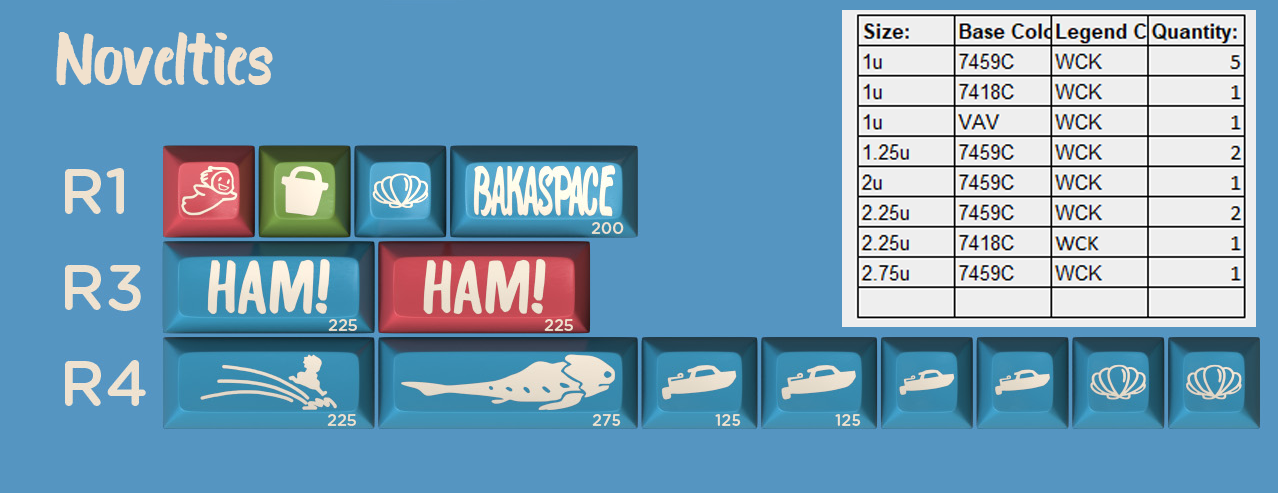 Novelties
Size: Base Colo Legend C Quantity:
1u 7459C WCK 5
1u 7418C WCK 1
1u VAV WCK 1
1.25u 7459C WCK 2
2u 7459C WCK 1
2.25u 7459C WCK 2
2.25u 7418C WCK 1
2.75u 7459C WCK 1
R1
BAKASPACE
200
R3
HAM!
225
HAM!
225
R4
225
275
125
125